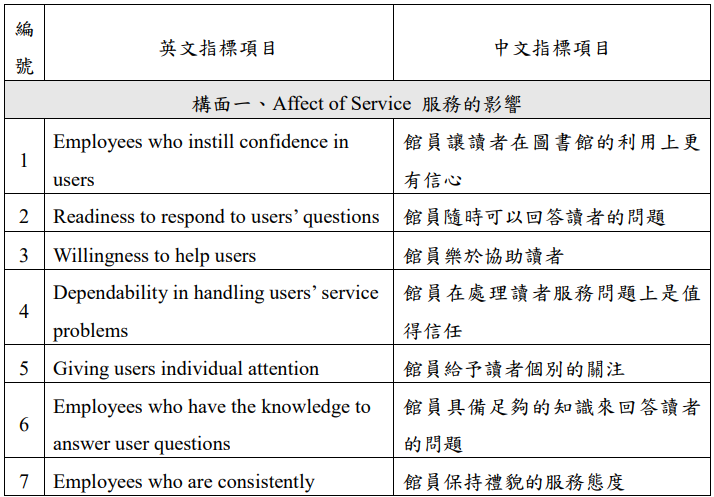 編號 英文指標項目 中文指標項目
構面一、Affect of Service 服務的影響
1 Employees who instill confidence in users 館員讓讀者在圖書館的利用上更有信心
2 Readiness to respond to users’ questions 館員隨時可以回答讀者的問題
3 Willingness to help users 館員樂於協助讀者
4 Dependability in handling users’ service problems 館員在處理讀者服務問題上是值得信任
5 Giving users individual attention 館員給予讀者個別的關注
6 Employees who have the knowledge to answer user questions 館員具備足夠的知識來回答讀者的問題
7 Employees who are consistently 館員保持禮貌的服務態度